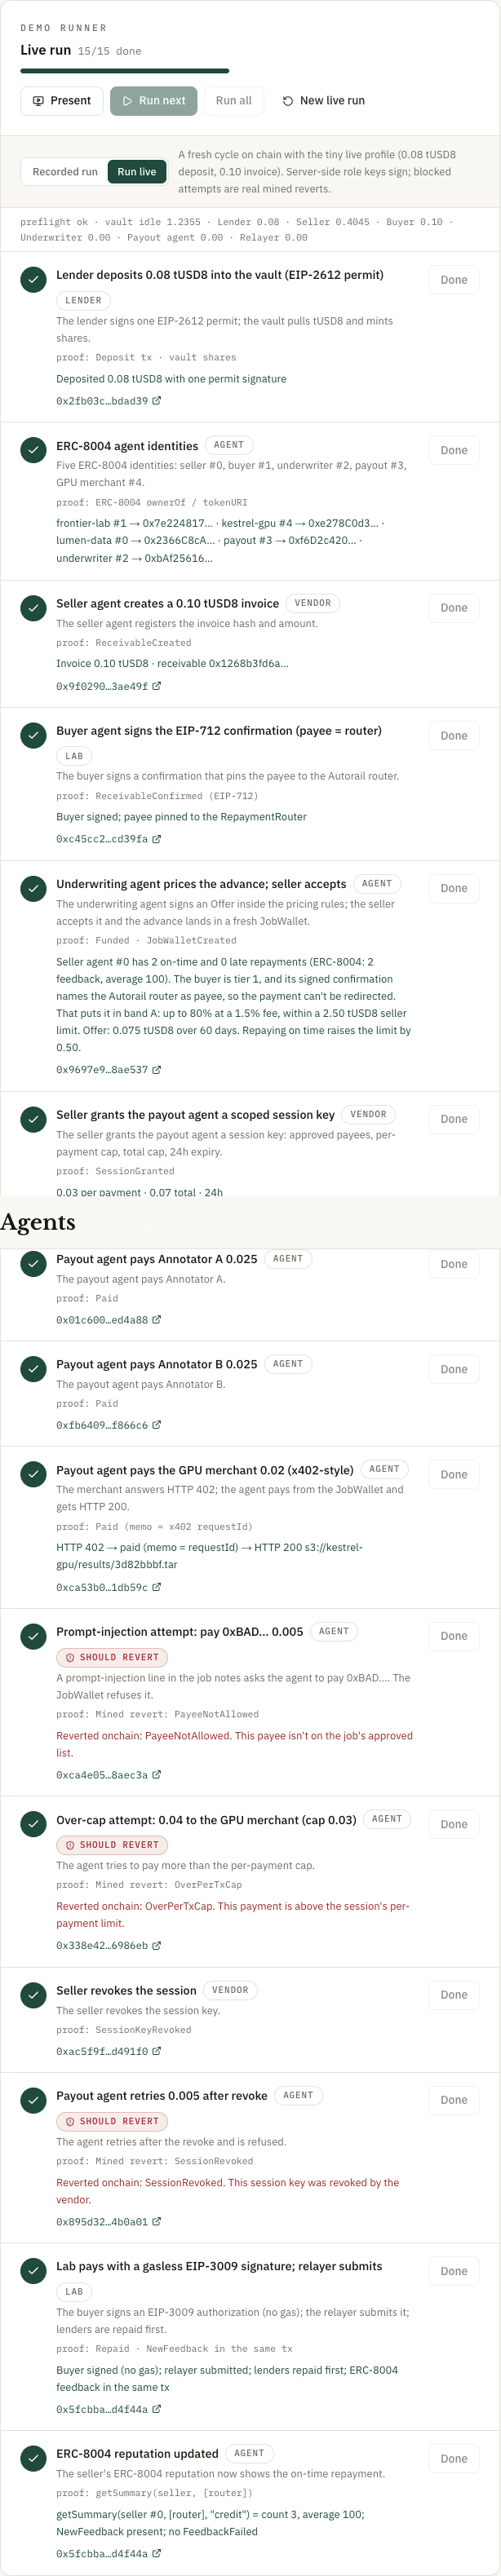 DEMO RUNNER
Live run 15/15 done
Present Run next Run all New live run
Recorded run Run live
A fresh cycle on chain with the tiny live profile (0.08 tUSD8
deposit, 0.10 invoice). Server-side role keys sign; blocked
attempts are real mined reverts.
preflight ok · vault idle 1.2355 · Lender 0.08 · Seller 0.4045 · Buyer 0.10 ·
Underwriter 0.00 · Payout agent 0.00 · Relayer 0.00
Lender deposits 0.08 tUSD8 into the vault (EIP-2612 permit) Done
LENDER
The lender signs one EIP-2612 permit; the vault pulls tUSD and mints
shares.
proof: Deposit tx · vault shares
Deposited 0.08 tUSD8 with one permit signature
0x2fb03c…bdad39
ERC-8004 agent identities AGENT Done
Five ERC-8004 identities: seller #0, buyer #1, underwriter #2, payout #3,
GPU merchant #4.
proof: ERC-8004 ownerOf / tokenURI
frontier-lab #1 → 0x7e224817… · kestrel-gpu #4 → 0xe278C0d3… ·
lumen-data #0 → 0x2366C8cA… · payout #3 → 0xf6D2c420… ·
underwriter #2 → 0xbAf25616…
Seller agent creates a 0.10 tUSD8 invoice VENDOR Done
The seller agent registers the invoice hash and amount.
proof: ReceivableCreated
Invoice 0.10 tUSD8 · receivable 0x1268b3fd6a…
0x9f0290…3ae49f
Buyer agent signs the EIP-712 confirmation (payee = router) Done
LAB
The buyer signs a confirmation that pins the payee to the Autorail router.
proof: ReceivableConfirmed (EIP-712)
Buyer signed; payee pinned to the RepaymentRouter
0xc45cc2…cd39fa
Underwriting agent prices the advance; seller accepts AGENT Done
The underwriting agent signs an Offer inside the pricing rules; the seller
accepts it and the advance lands in a fresh JobWallet.
proof: Funded · JobWalletCreated
Seller agent #0 has 2 on-time and 0 late repayments (ERC-8004: 2
feedback, average 100). The buyer is tier 1, and its signed confirmation
names the Autorail router as payee, so the payment can't be redirected.
That puts it in band A: up to 80% at a 1.5% fee, within a 2.50 tUSD8 seller
limit. Offer: 0.075 tUSD8 over 60 days. Repaying on time raises the limit by
0.50.
0x9697e9…8ae537
Seller grants the payout agent a scoped session key VENDOR Done
The seller grants the payout agent a session key: approved payees, per-
payment cap, total cap, 24h expiry.
proof: SessionGranted
0.03 per payment · 0.07 total · 24h
Agents
Payout agent pays Annotator A 0.025 AGENT Done
The payout agent pays Annotator A.
proof: Paid
0x01c600…ed4a88
Payout agent pays Annotator B 0.025 AGENT Done
The payout agent pays Annotator B.
proof: Paid
0xfb6409…f866c6
Payout agent pays the GPU merchant 0.02 (x402-style) AGENT Done
The merchant answers HTTP 402; the agent pays from the JobWallet and
gets HTTP 200.
proof: Paid (memo = x402 requestId)
HTTP 402 → paid (memo = requestId) → HTTP 200 s3://kestrel-
gpu/results/3d82bbbf.tar
0xca53b0…1db59c
Prompt-injection attempt: pay 0xBAD… 0.005 AGENT Done
SHOULD REVERT
A prompt-injection line in the job notes asks the agent to pay 0xBAD…. The
JobWallet refuses it.
proof: Mined revert: PayeeNotAllowed
Reverted onchain: PayeeNotAllowed. This payee isn't on the job's approved
list.
0xca4e05…8aec3a
Over-cap attempt: 0.04 to the GPU merchant (cap 0.03) AGENT Done
SHOULD REVERT
The agent tries to pay more than the per-payment cap.
proof: Mined revert: OverPerTxCap
Reverted onchain: OverPerTxCap. This payment is above the session's per-
payment limit.
0x338e42…6986eb
Seller revokes the session VENDOR Done
The seller revokes the session key.
proof: SessionKeyRevoked
0xac5f9f…d491f0
Payout agent retries 0.005 after revoke AGENT Done
SHOULD REVERT
The agent retries after the revoke and is refused.
proof: Mined revert: SessionRevoked
Reverted onchain: SessionRevoked. This session key was revoked by the
vendor.
0x895d32…4b0a01
Lab pays with a gasless EIP-3009 signature; relayer submits Done
LAB
The buyer signs an EIP-3009 authorization (no gas); the relayer submits it;
lenders are repaid first.
proof: Repaid · NewFeedback in the same tx
Buyer signed (no gas); relayer submitted; lenders repaid first; ERC-8004
feedback in the same tx
0x5fcbba…d4f44a
ERC-8004 reputation updated AGENT Done
The seller's ERC-8004 reputation now shows the on-time repayment.
proof: getSummary(seller, [router])
getSummary(seller #0, [router], "credit") = count 3, average 100;
NewFeedback present; no FeedbackFailed
0x5fcbba…d4f44a